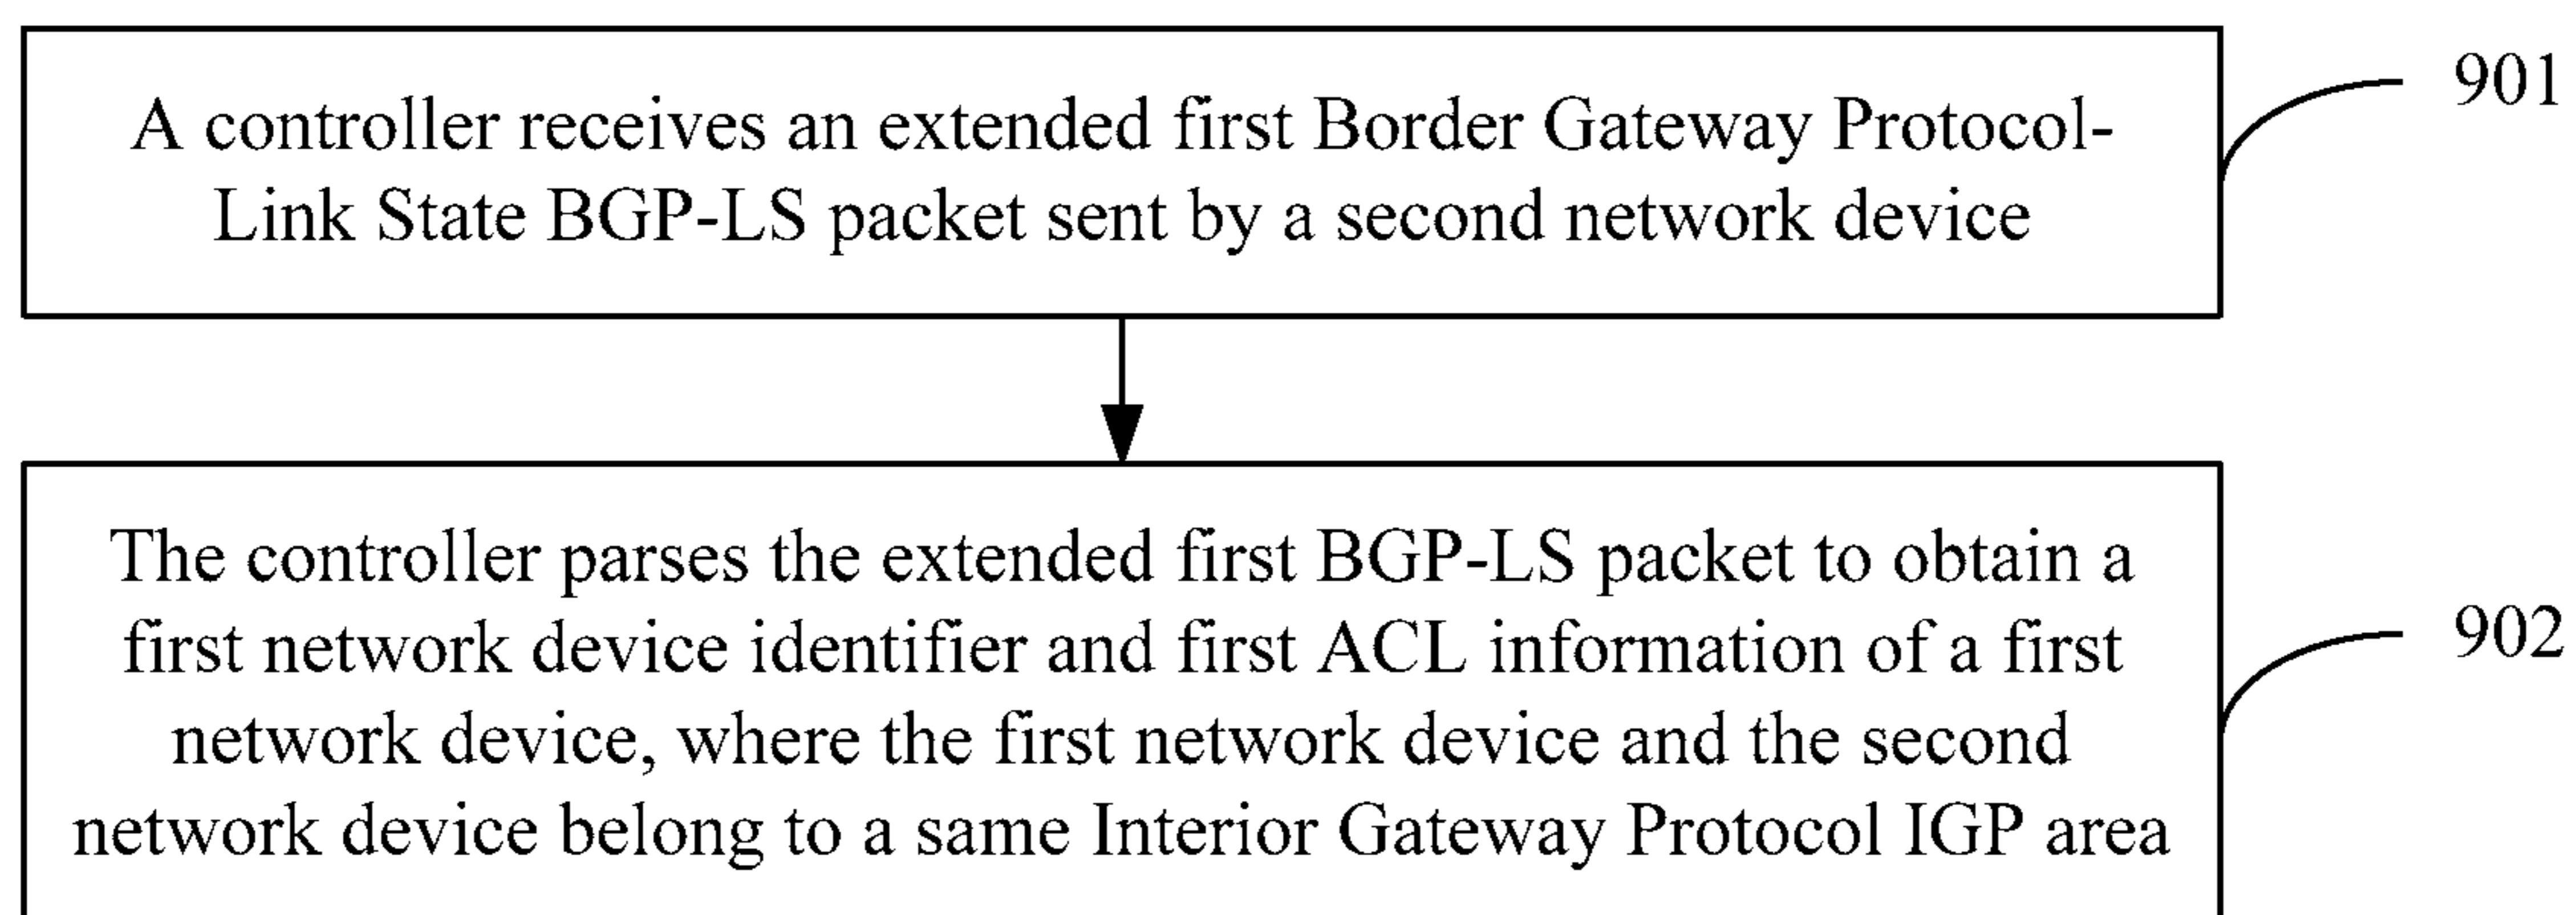 A controller receives an extended first Border Gateway Protocol-
Link State BGP-LS packet sent by a second network device
901
The controller parses the extended first BGP-LS packet to obtain a
first network device identifier and first ACL information of a first
network device, where the first network device and the second
network device belong to a same Interior Gateway Protocol IGP area
902